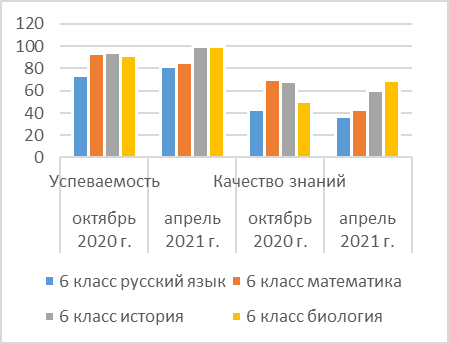 120
100
80
60
40
20
0
Успеваемость Качество знаний
октябрь 2020 г. апрель 2021 г. октябрь 2020 г. апрель 2021 г.
6 класс русский язык 6 класс математика
6 класс история 6 класс биология